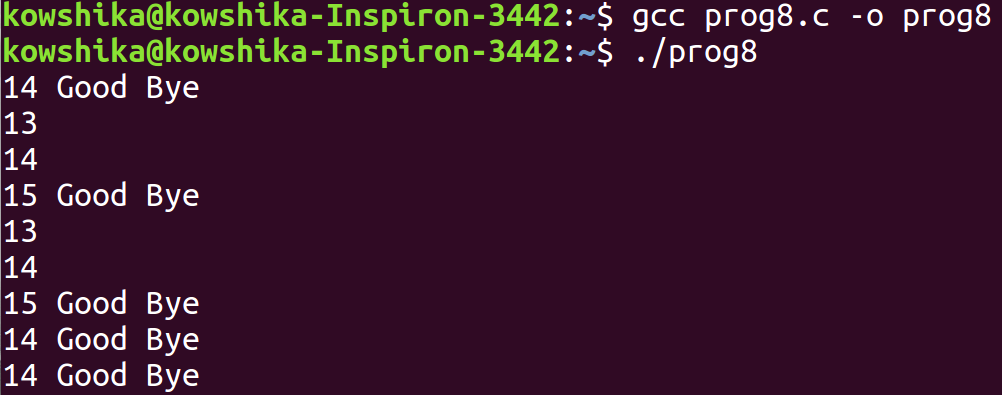 kowshika@kowshika-Inspiron-3442:~$ gcc prog8.c -o prog8
kowshika@kowshika-Inspiron-3442:~$ ./prog8
14 Good Bye
13
14
15 Good Bye
13
14
15 Good Bye
14 Good Bye
14 Good Bye